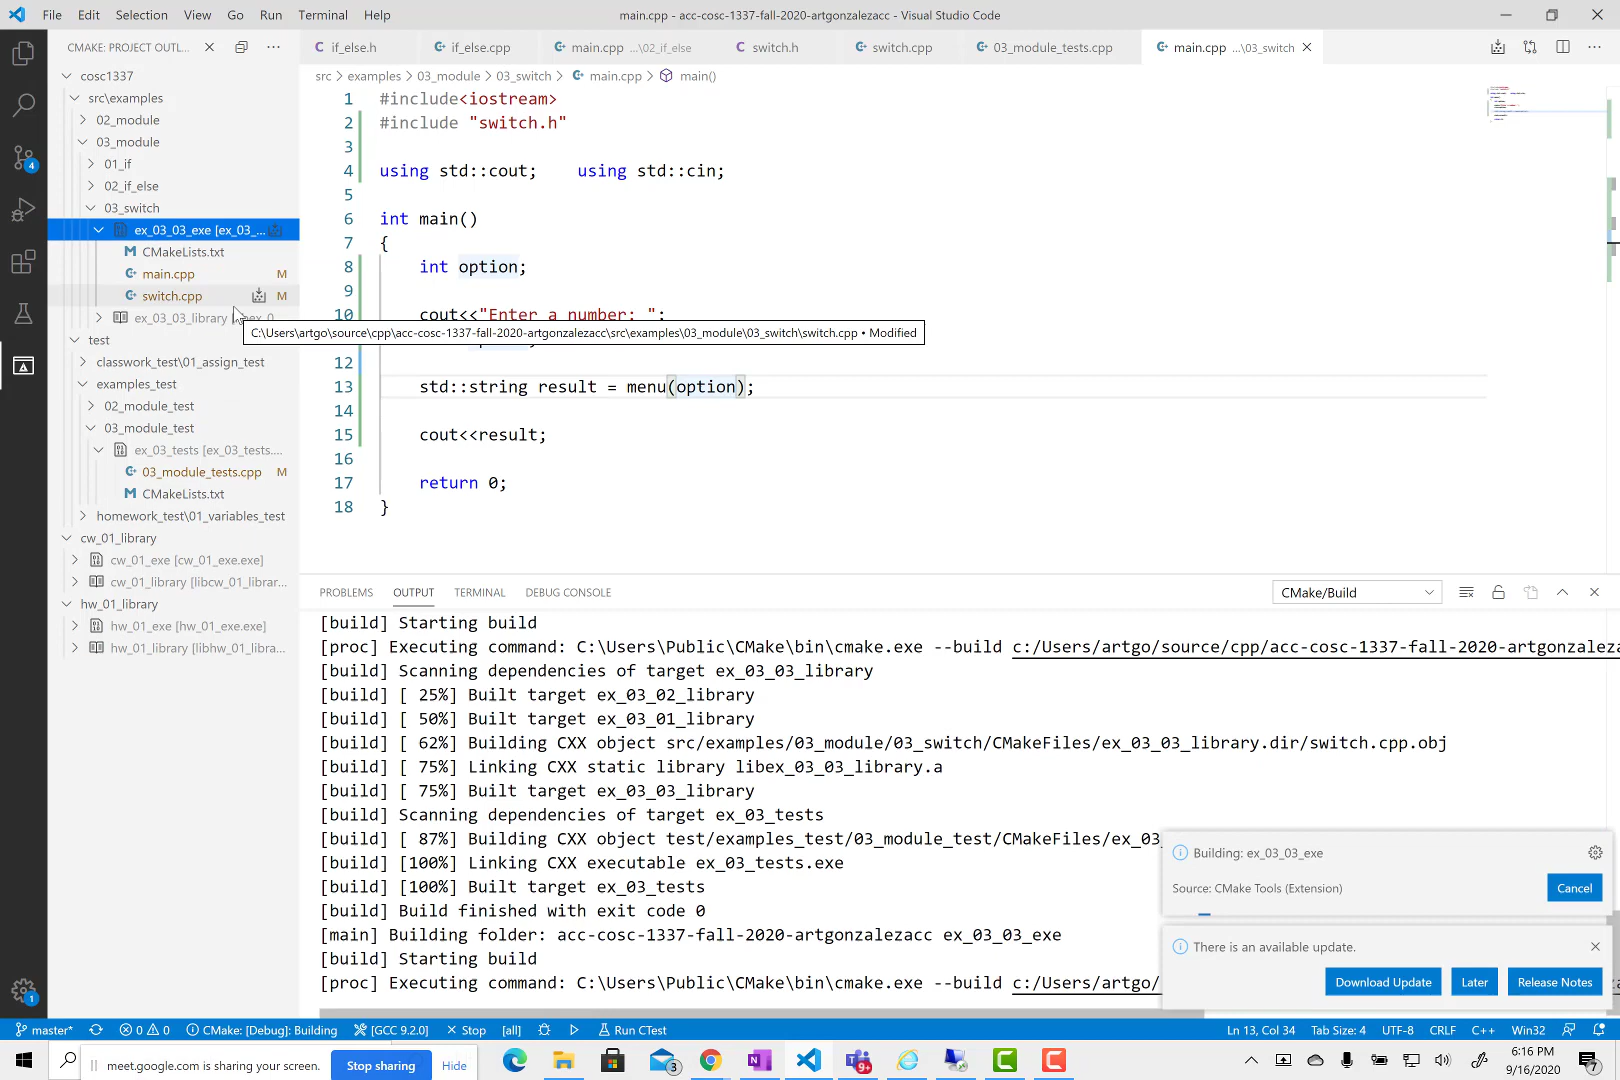 File Edit Selection View Go Run Terminal Help
main.cpp - acc-cosc-1337-fall-2020-artgonzalezacc - Visual Studio Code
CMAKE: PROJECT OUTL...
if_else.h
if_else.cpp
main.cpp ...\02_if_else
switch.h
switch.cpp
03_module_tests.cpp
main.cpp ...\03_switch
cosc1337
src\examples
02_module
03_module
01_if
02_if_else
03_switch
ex_03_03_exe [ex_03_...
CMakeLists.txt
main.cpp M
switch.cpp M
ex_03_03_library
test
classwork_test\01_assign_test
examples_test
02_module_test
03_module_test
ex_03_tests [ex_03_tests....
03_module_tests.cpp M
CMakeLists.txt
homework_test\01_variables_test
cw_01_library
cw_01_exe [cw_01_exe.exe]
cw_01_library [libcw_01_librar...
hw_01_library
hw_01_exe [hw_01_exe.exe]
hw_01_library [libhw_01_libra...
4
1
src > examples > 03_module > 03_switch > main.cpp > main()
1 #include<iostream>
2 #include "switch.h"
3
4 using std::cout; using std::cin;
5
6 int main()
7 {
8 int option;
9
10 cout<<"Enter a number: ";
C:\Users\artgo\source\cpp\acc-cosc-1337-fall-2020-artgonzalezacc\src\examples\03_module\03_switch\switch.cpp • Modified
12
13 std::string result = menu(option);
14
15 cout<<result;
16
17 return 0;
18 }
PROBLEMS OUTPUT TERMINAL DEBUG CONSOLE
CMake/Build
[build] Starting build
[proc] Executing command: C:\Users\Public\CMake\bin\cmake.exe --build c:/Users/artgo/source/cpp/acc-cosc-1337-fall-2020-artgonzaleza
[build] Scanning dependencies of target ex_03_03_library
[build] [ 25%] Built target ex_03_02_library
[build] [ 50%] Built target ex_03_01_library
[build] [ 62%] Building CXX object src/examples/03_module/03_switch/CMakeFiles/ex_03_03_library.dir/switch.cpp.obj
[build] [ 75%] Linking CXX static library libex_03_03_library.a
[build] [ 75%] Built target ex_03_03_library
[build] Scanning dependencies of target ex_03_tests
[build] [ 87%] Building CXX object test/examples_test/03_module_test/CMakeFiles/ex_03_
[build] [100%] Linking CXX executable ex_03_tests.exe
[build] [100%] Built target ex_03_tests
[build] Build finished with exit code 0
[main] Building folder: acc-cosc-1337-fall-2020-artgonzalezacc ex_03_03_exe
[build] Starting build
[proc] Executing command: C:\Users\Public\CMake\bin\cmake.exe --build c:/Users/artgo/
Building: ex_03_03_exe
Source: CMake Tools (Extension)
Cancel
There is an available update.
Download Update Later Release Notes
master* 0 0 CMake: [Debug]: Building [GCC 9.2.0] Stop [all] Run CTest
Ln 13, Col 34 Tab Size: 4 UTF-8 CRLF C++ Win32
meet.google.com is sharing your screen. Stop sharing Hide
3
9+
6:16 PM
9/16/2020
7